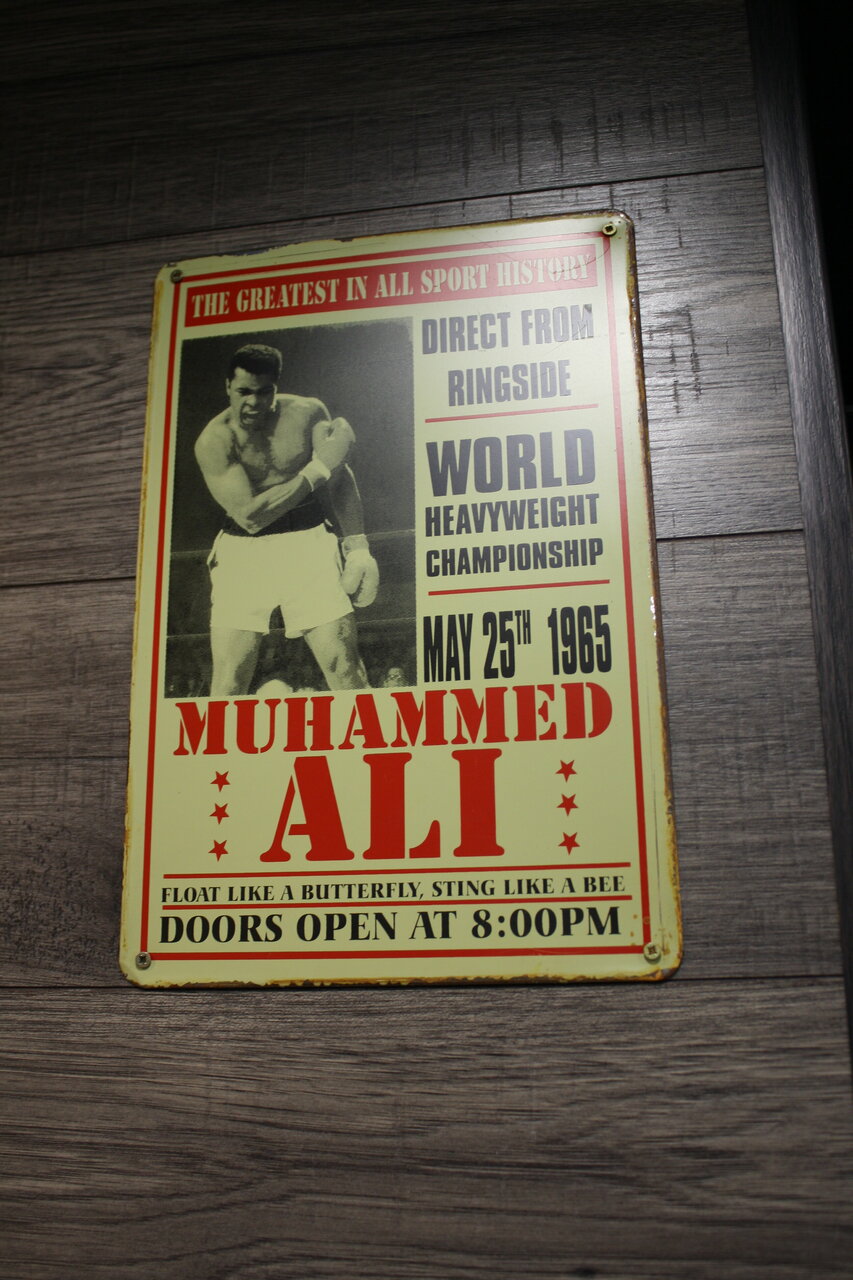 THE GREATEST IN ALL SPORT HISTORY
DIRECT FROM
RINGSIDE
WORLD
HEAVYWEIGHT
CHAMPIONSHIP
MAY 25TH 1965
MUHAMMED
ALI
FLOAT LIKE A BUTTERFLY, STING LIKE A BEE
DOORS OPEN AT 8:00PM